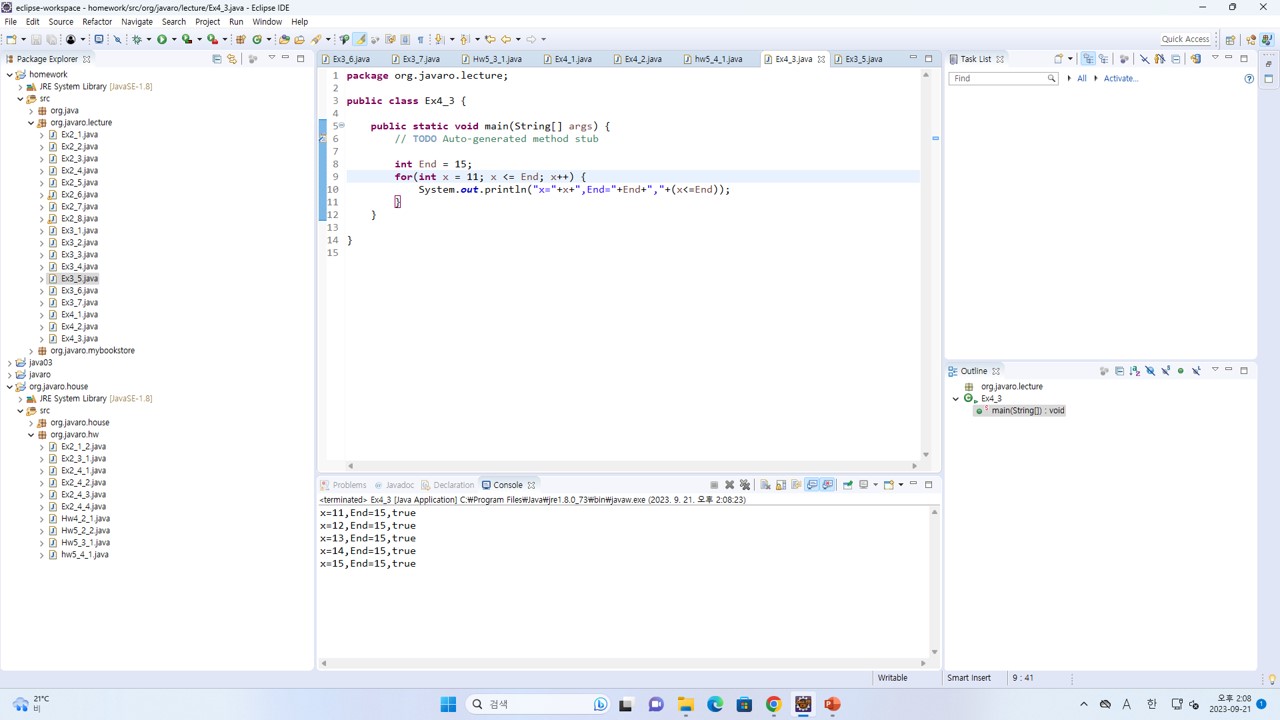 eclipse-workspace - homework/src/org/javaro/lecture/Ex4_3.java - Eclipse IDE
File Edit Source Refactor Navigate Search Project Run Window Help
Quick Access
Package Explorer
homework
JRE System Library [JavaSE-1.8]
src
org.java
org.javaro.lecture
Ex2_1.java
Ex2_2.java
Ex2_3.java
Ex2_4.java
Ex2_5.java
Ex2_6.java
Ex2_7.java
Ex2_8.java
Ex3_1.java
Ex3_2.java
Ex3_3.java
Ex3_4.java
Ex3_5.java
Ex3_6.java
Ex3_7.java
Ex4_1.java
Ex4_2.java
Ex4_3.java
org.javaro.mybookstore
java03
javaro
org.javaro.house
JRE System Library [JavaSE-1.8]
src
org.javaro.house
org.javaro.hw
Ex2_1_2.java
Ex2_3_1.java
Ex2_4_1.java
Ex2_4_2.java
Ex2_4_3.java
Ex2_4_4.java
Hw4_2_1.java
Hw5_2_2.java
Hw5_3_1.java
hw5_4_1.java
Ex3_6.java Ex3_7.java Hw5_3_1.java Ex4_1.java Ex4_2.java hw5_4_1.java Ex4_3.java Ex3_5.java
1 package org.javaro.lecture;
2
3 public class Ex4_3 {
4
5 public static void main(String[] args) {
6 // TODO Auto-generated method stub
7
8 int End = 15;
9 for(int x = 11; x <= End; x++) {
10 System.out.println("x="+x+",End="+End+","+(x<=End));
11 }
12 }
13
14 }
15
Problems Javadoc Declaration Console
<terminated> Ex4_3 [Java Application] C:₩Program Files₩Java₩jre1.8.0_73₩bin₩javaw.exe (2023. 9. 21. 오후 2:08:23)
x=11,End=15,true
x=12,End=15,true
x=13,End=15,true
x=14,End=15,true
x=15,End=15,true
Task List
Find All Activate...
Outline
org.javaro.lecture
Ex4_3
main(String[]) : void
Writable Smart Insert 9 : 41
21°C
비
검색
A 한
오후 2:08
2023-09-21